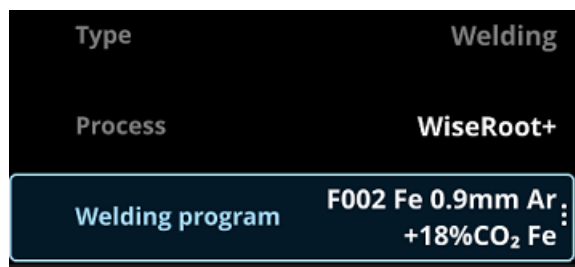 Type Welding
Process WiseRoot+
Welding program F002 Fe 0.9mm Ar
+18%CO₂ Fe